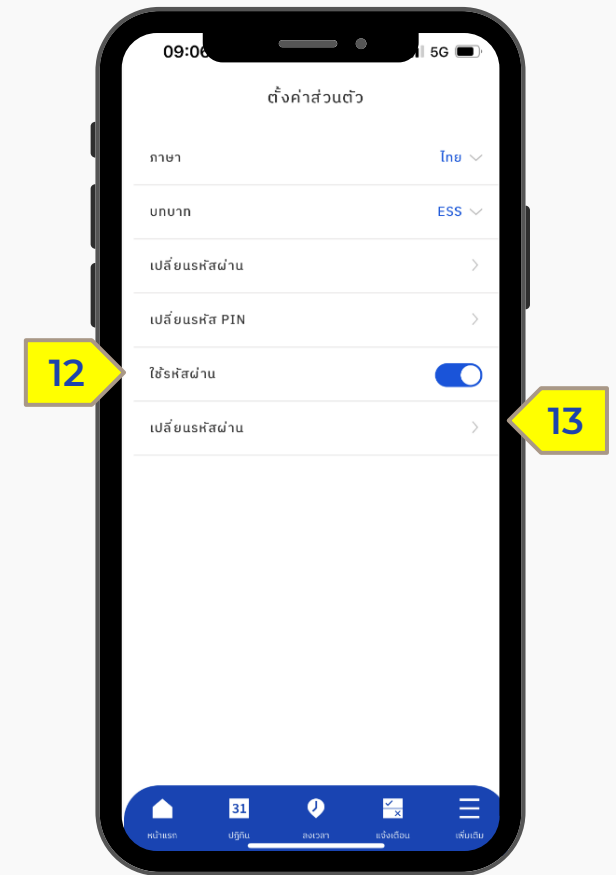 09:06
5G
ตั้งค่าส่วนตัว
ภาษา ไทย
บทบาท ESS
เปลี่ยนรหัสผ่าน
เปลี่ยนรหัส PIN
12
ใช้รหัสผ่าน
13
เปลี่ยนรหัสผ่าน
31
หน้าแรก ปฏิทิน ลงเวลา แจ้งเตือน เพิ่มเติม